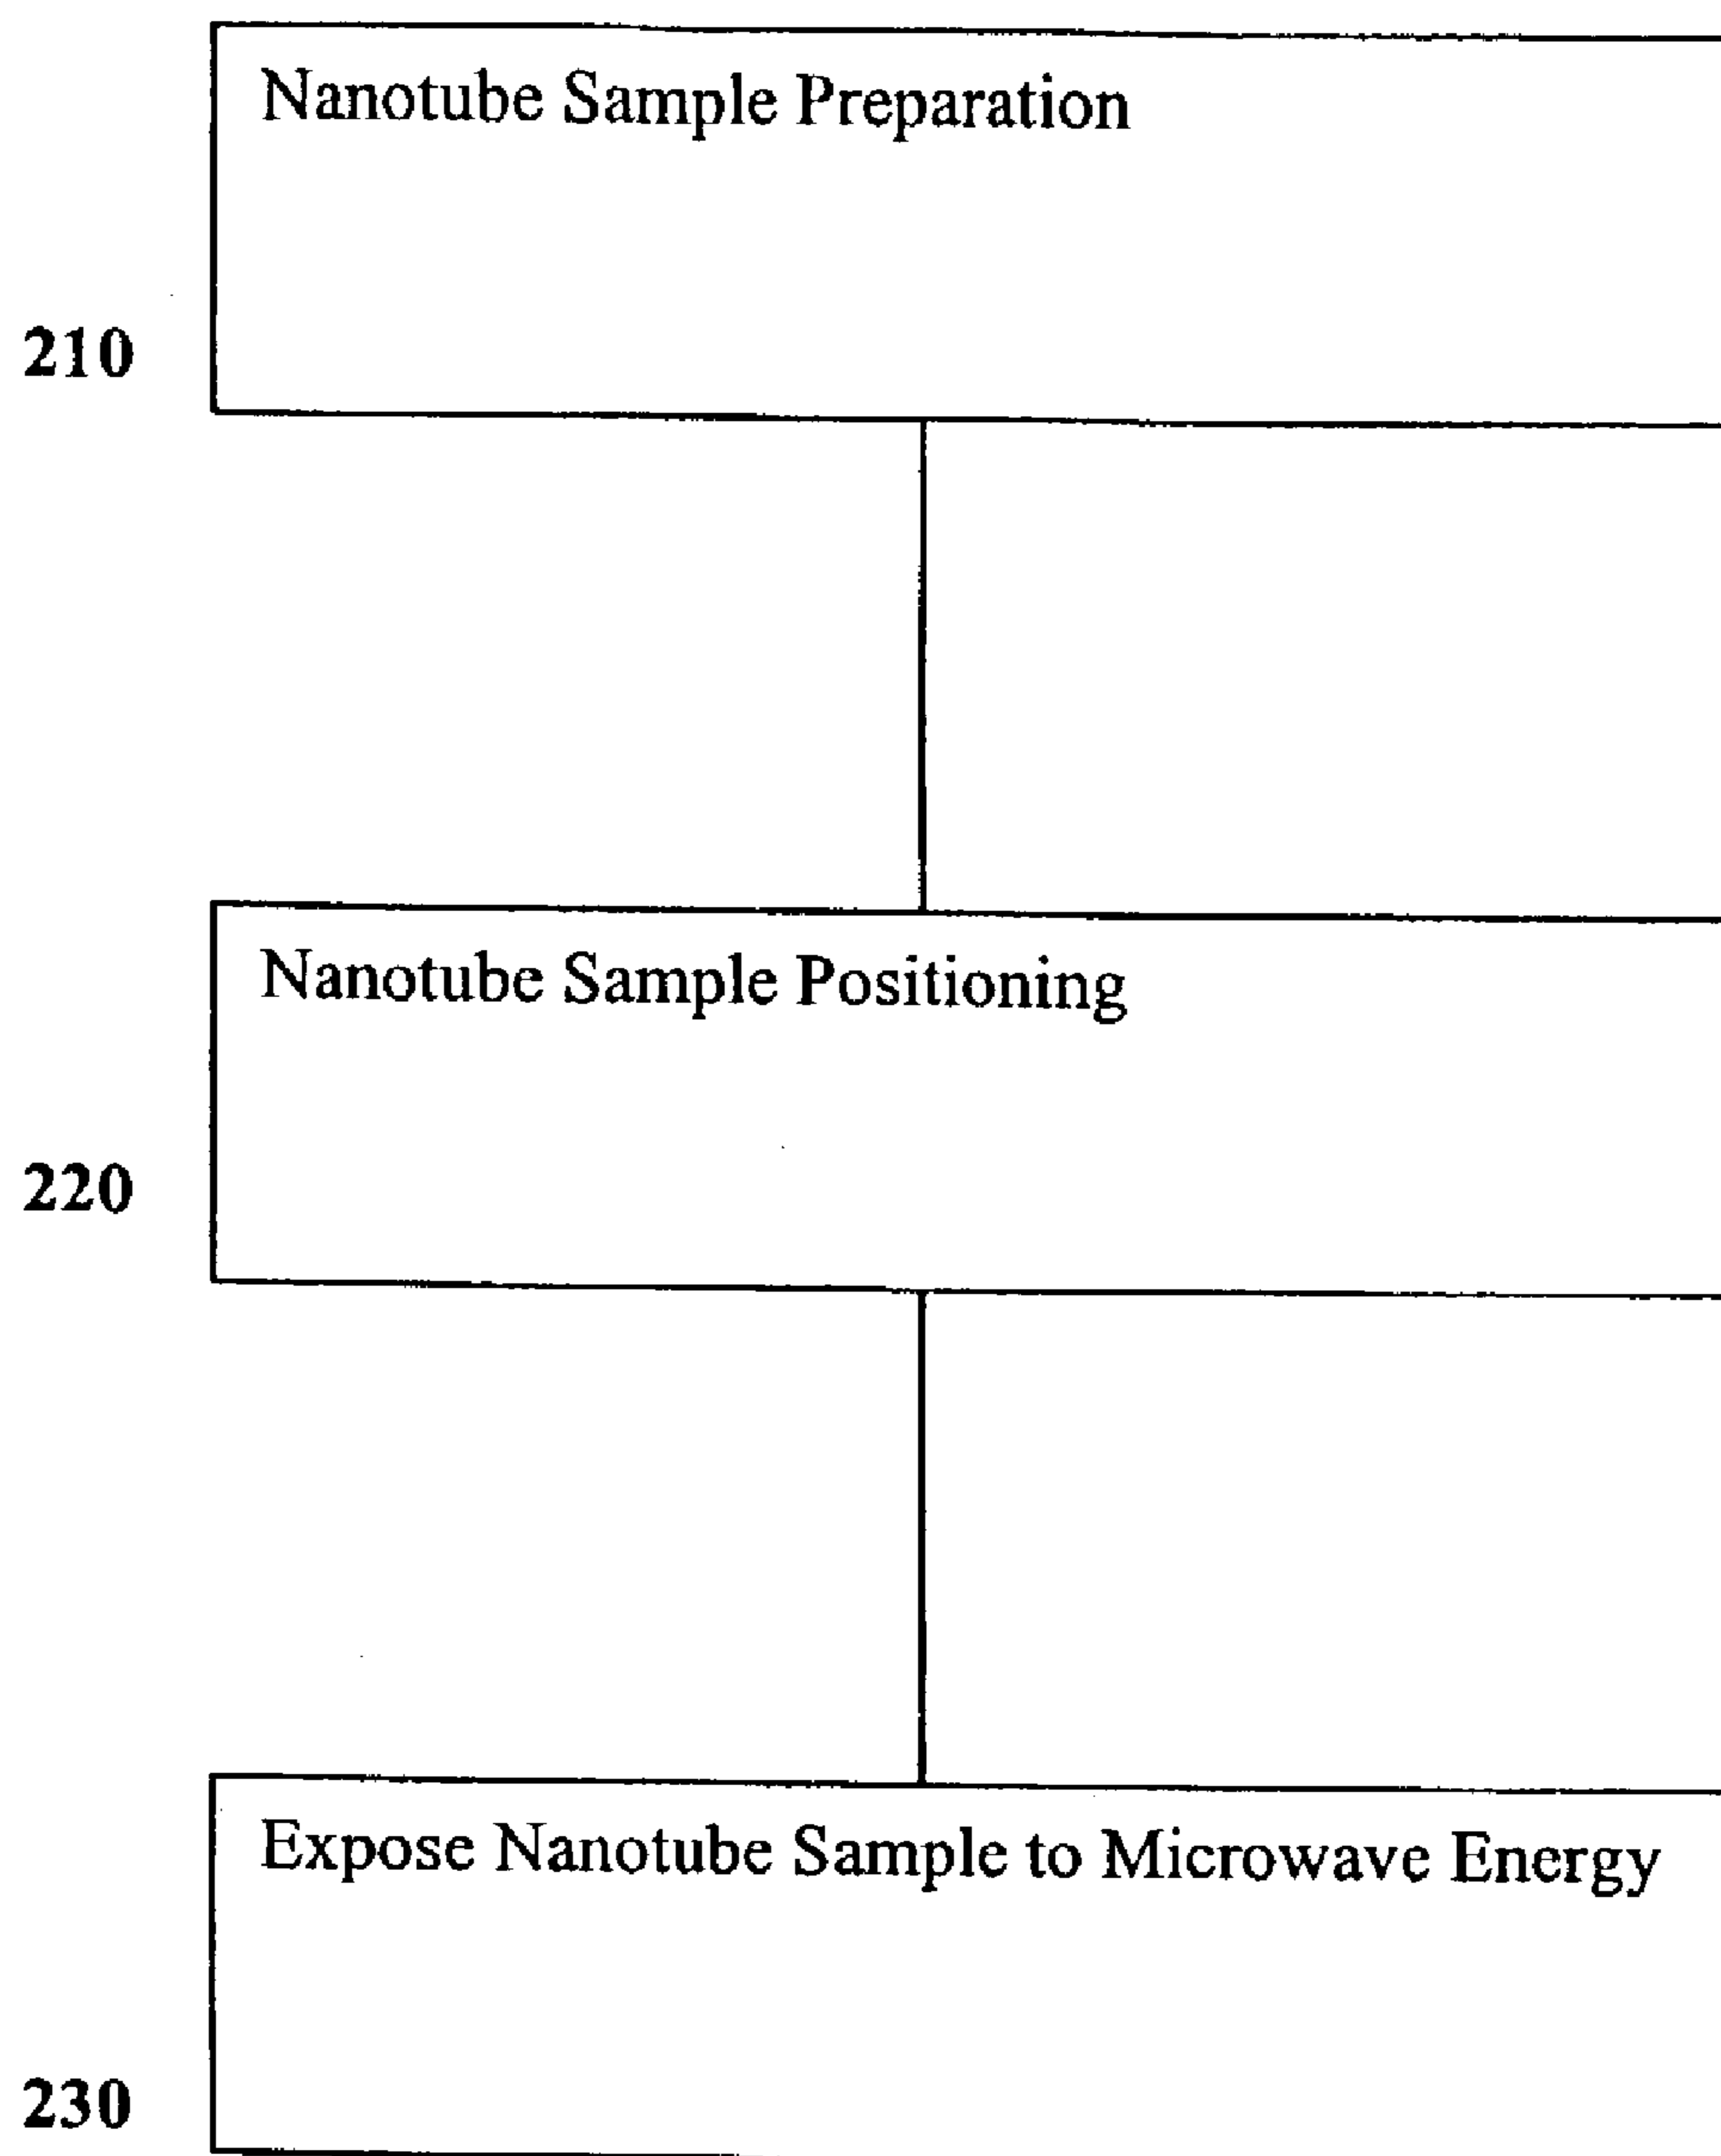 Nanotube Sample Preparation
210
Nanotube Sample Positioning
220
Expose Nanotube Sample to Microwave Energy
230